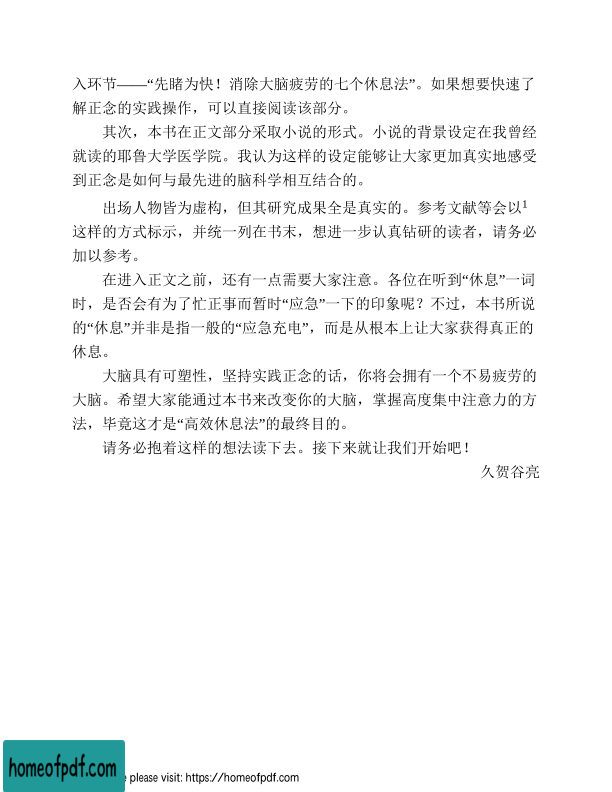 入环节——“先睹为快！消除大脑疲劳的七个休息法”。如果想要快速了
解正念的实践操作，可以直接阅读该部分。
其次，本书在正文部分采取小说的形式。小说的背景设定在我曾经
就读的耶鲁大学医学院。我认为这样的设定能够让大家更加真实地感受
到正念是如何与最先进的脑科学相互结合的。
出场人物皆为虚构，但其研究成果全是真实的。参考文献等会以1
这样的方式标示，并统一列在书末，想进一步认真钻研的读者，请务必
加以参考。
在进入正文之前，还有一点需要大家注意。各位在听到“休息”一词
时，是否会有为了忙正事而暂时“应急”一下的印象呢？不过，本书所说
的“休息”并非是指一般的“应急充电”，而是从根本上让大家获得真正的
休息。
大脑具有可塑性，坚持实践正念的话，你将会拥有一个不易疲劳的
大脑。希望大家能通过本书来改变你的大脑，掌握高度集中注意力的方
法，毕竟这才是“高效休息法”的最终目的。
请务必抱着这样的想法读下去。接下来就让我们开始吧！
久贺谷亮
homeofpdf.com
e please visit: https://homeofpdf.com